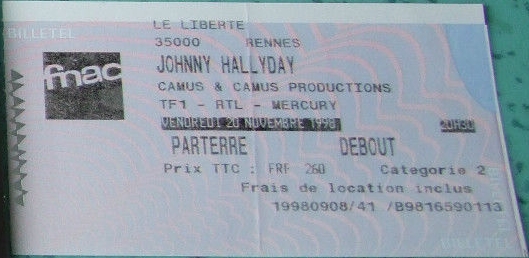 LE LIBERTE
BILLETEL
35000 RENNES
fnac
JOHNNY HALLYDAY
CAMUS & CAMUS PRODUCTIONS
TF1 - RTL - MERCURY
VENDREDI 20 NOVEMBRE 1998 20H30
PARTERRE DEBOUT
Prix TTC : FRF 260 Categorie 2
Frais de location inclus
19980908/41 /B9816590113
BILLETEL